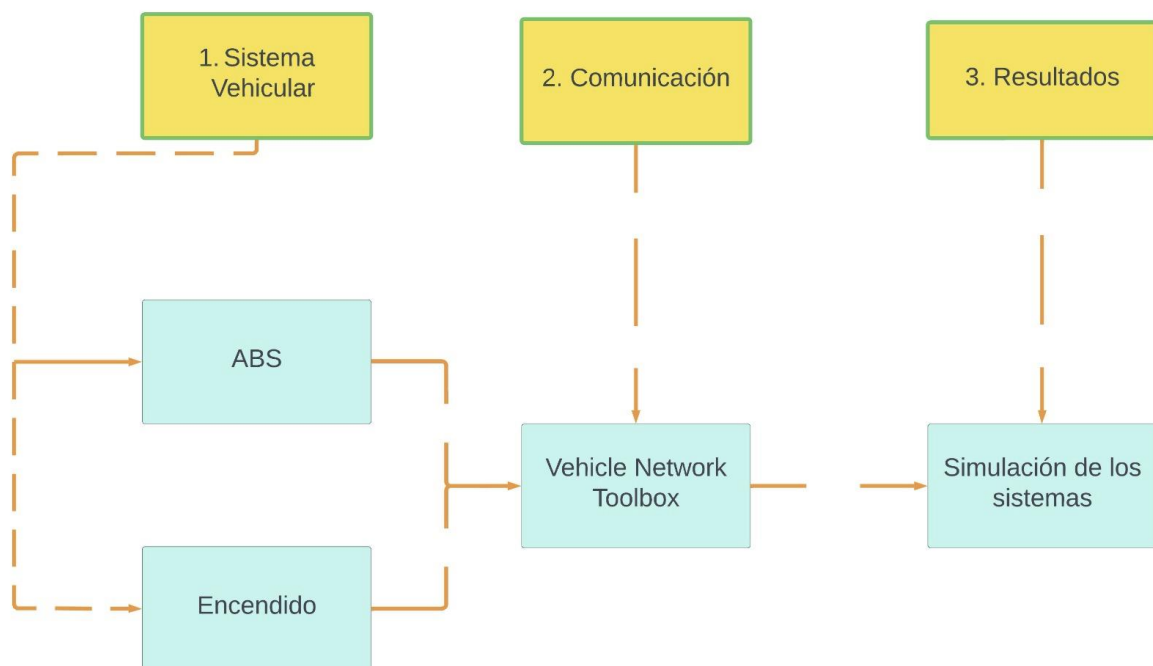 1. Sistema
Vehicular
2. Comunicación
3. Resultados
ABS
Vehicle Network
Toolbox
Simulación de los
sistemas
Encendido